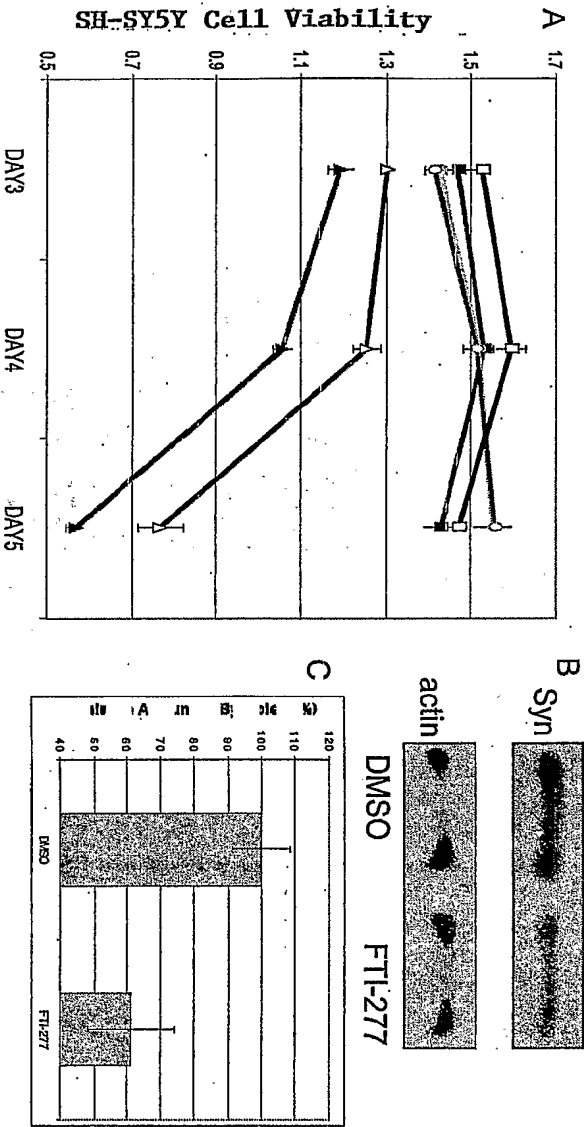 A
SH-SY5Y Cell Viability
1.7
1.5
1.3
1.1
0.9
0.7
0.5
DAY3 DAY4 DAY5
B
Syn
actin
DMSO FTI-277
C
120
110
100
90
80
70
60
50
40
DMSO FTI-277